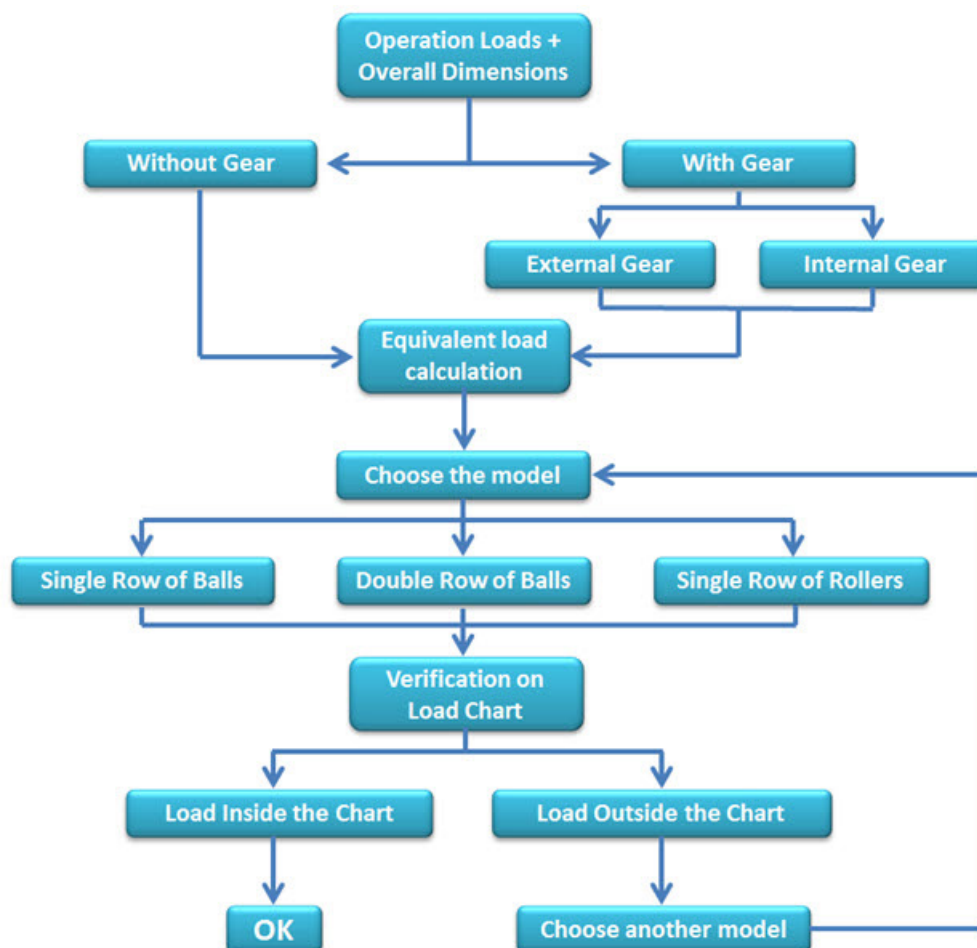 Operation Loads +
Overall Dimensions
Without Gear
With Gear
External Gear
Internal Gear
Equivalent load
calculation
Choose the model
Single Row of Balls
Double Row of Balls
Single Row of Rollers
Verification on
Load Chart
Load Inside the Chart
Load Outside the Chart
OK
Choose another model